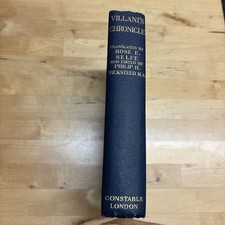 VILLANI'S
CHRONICLE
TRANSLATED BY
ROSE E.
SELFE
AND EDITED BY
PHILIP H.
WICKSTEED M.A.
CONSTABLE
LONDON